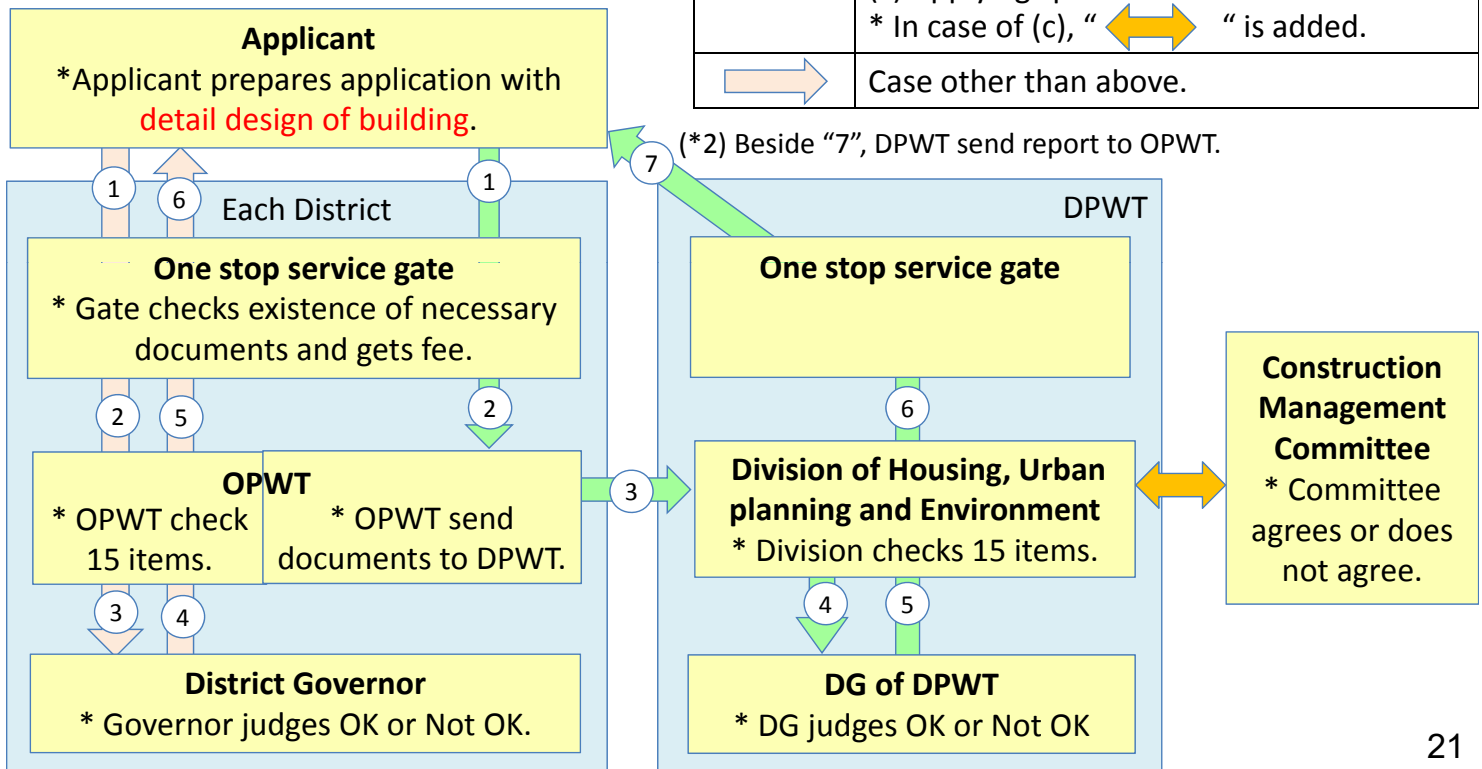 * In case of (c), “ “ is added.
Case other than above.
(*2) Beside “7”, DPWT send report to OPWT.
Applicant
*Applicant prepares application with
detail design of building.
1
6
1
7
Each District
One stop service gate
* Gate checks existence of necessary
documents and gets fee.
2
5
2
OPWT
* OPWT check
15 items.
* OPWT send
documents to DPWT.
3
3
4
District Governor
* Governor judges OK or Not OK.
DPWT
One stop service gate
6
Division of Housing, Urban
planning and Environment
* Division checks 15 items.
4
5
DG of DPWT
* DG judges OK or Not OK
Construction
Management
Committee
* Committee
agrees or does
not agree.
21